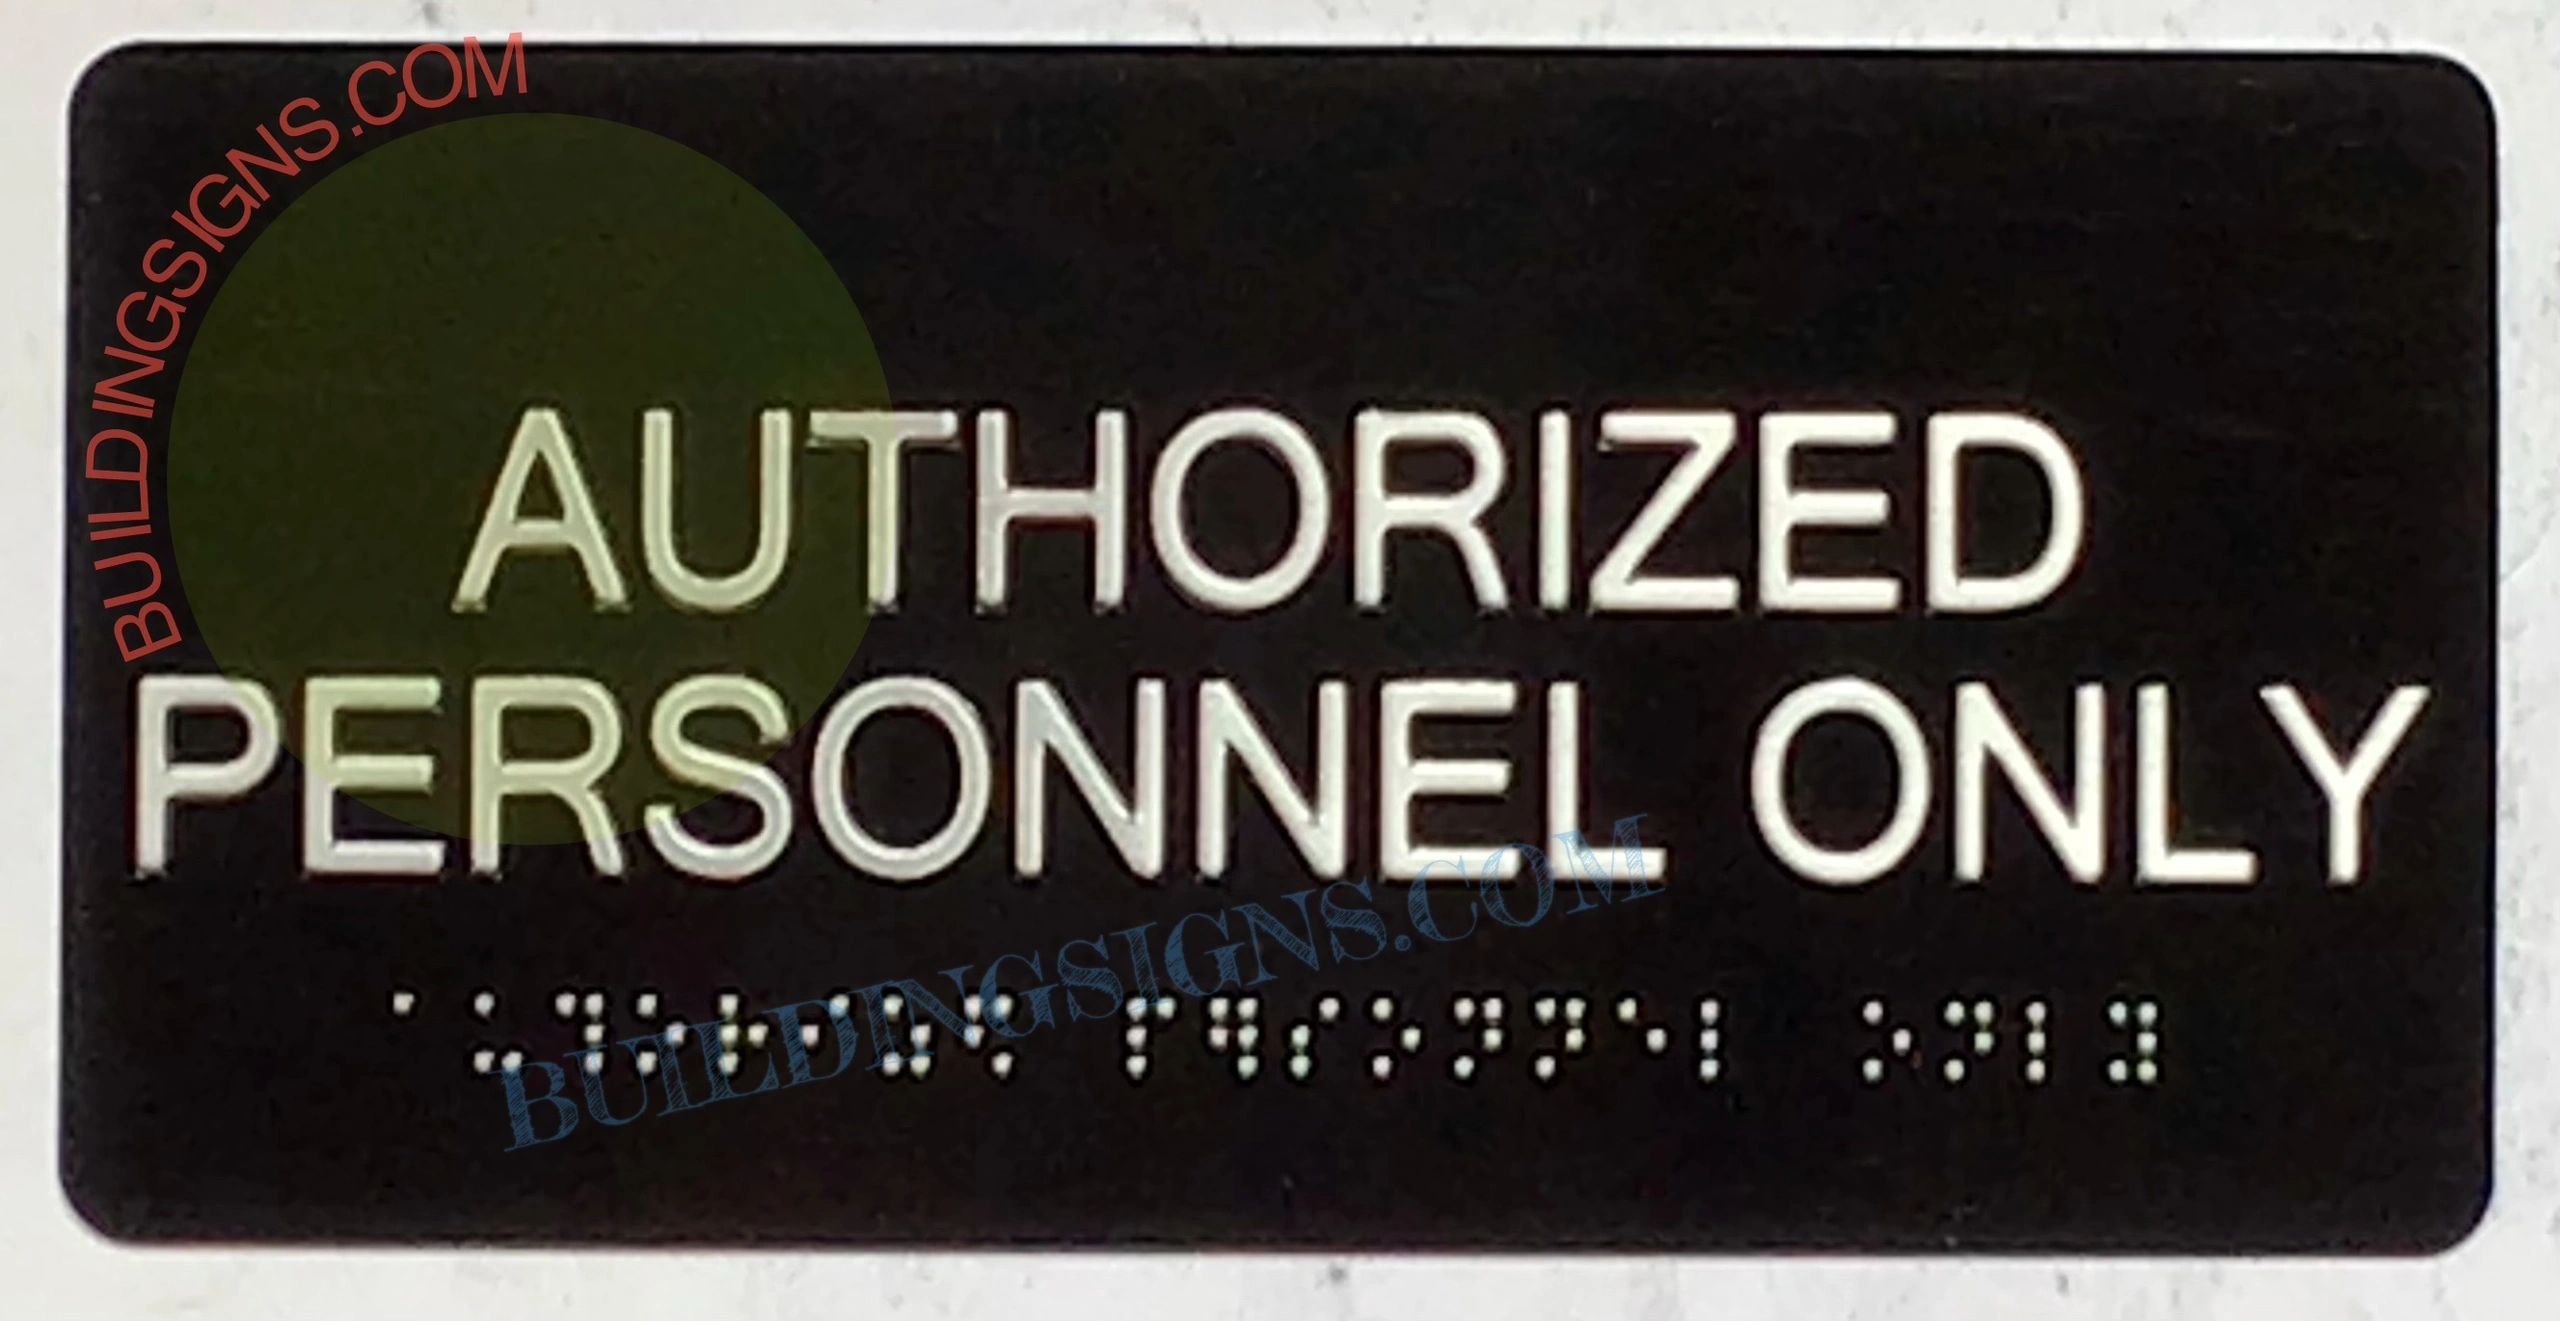 BUILDINGSIGNS.COM
AUTHORIZED
PERSONNEL ONLY
BUILDINGSIGNS.COM
⠁⠥⠹⠕⠗⠊⠵⠫ ⠏⠻⠎⠕⠝⠝⠑⠇ ⠕⠝⠇⠽